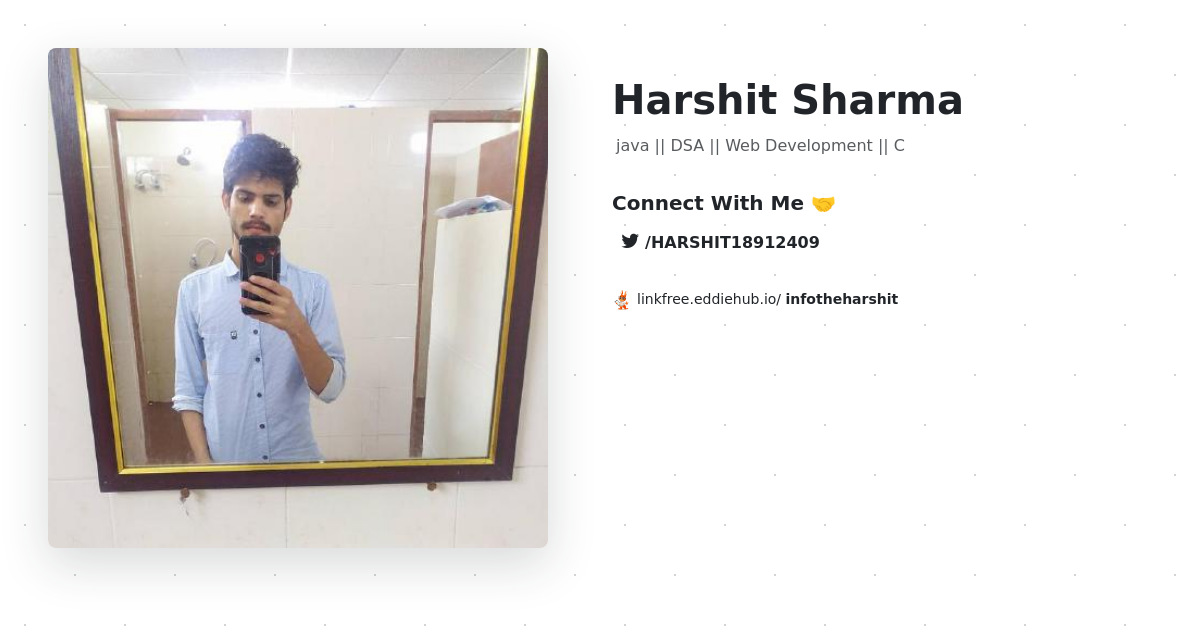 Harshit Sharma
java || DSA || Web Development || C
Connect With Me 🤝
/HARSHIT18912409
linkfree.eddiehub.io/ infotheharshit